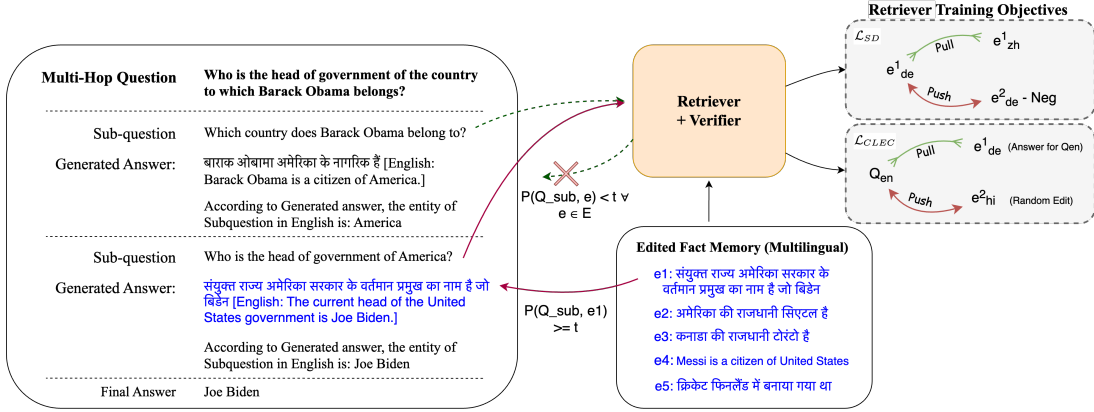 Retriever Training Objectives
Multi-Hop Question
Who is the head of government of the country
to which Barack Obama belongs?
Sub-question
Which country does Barack Obama belong to?
Generated Answer:
बाराक ओबामा अमेरिका के नागरिक हैं [English:
Barack Obama is a citizen of America.]
According to Generated answer, the entity of
Subquestion in English is: America
Sub-question
Who is the head of government of America?
Generated Answer:
संयुक्त राज्य अमेरिका सरकार के वर्तमान प्रमुख का नाम है जो
बिडेन [English: The current head of the United
States government is Joe Biden.]
According to Generated answer, the entity of
Subquestion in English is: Joe Biden
Final Answer
Joe Biden
Retriever
+ Verifier
P(Q_sub, e) < t ∀
e ∈ E
P(Q_sub, e1)
>= t
Edited Fact Memory (Multilingual)
e1: संयुक्त राज्य अमेरिका सरकार के
वर्तमान प्रमुख का नाम है जो बिडेन
e2: अमेरिका की राजधानी सिएटल है
e3: कनाडा की राजधानी टोरंटो है
e4: Messi is a citizen of United States
e5: क्रिकेट फिनलैंड में बनाया गया था
L_SD
Pull
e1zh
e1de
Push
e2de - Neg
L_CLEC
Pull
e1de (Answer for Qen)
Qen
Push
e2hi (Random Edit)